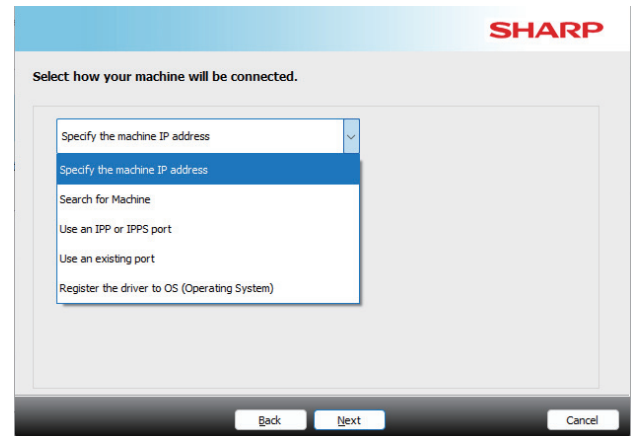 SHARP
Select how your machine will be connected.
Specify the machine IP address
Specify the machine IP address
Search for Machine
Use an IPP or IPPS port
Use an existing port
Register the driver to OS (Operating System)
Back Next Cancel